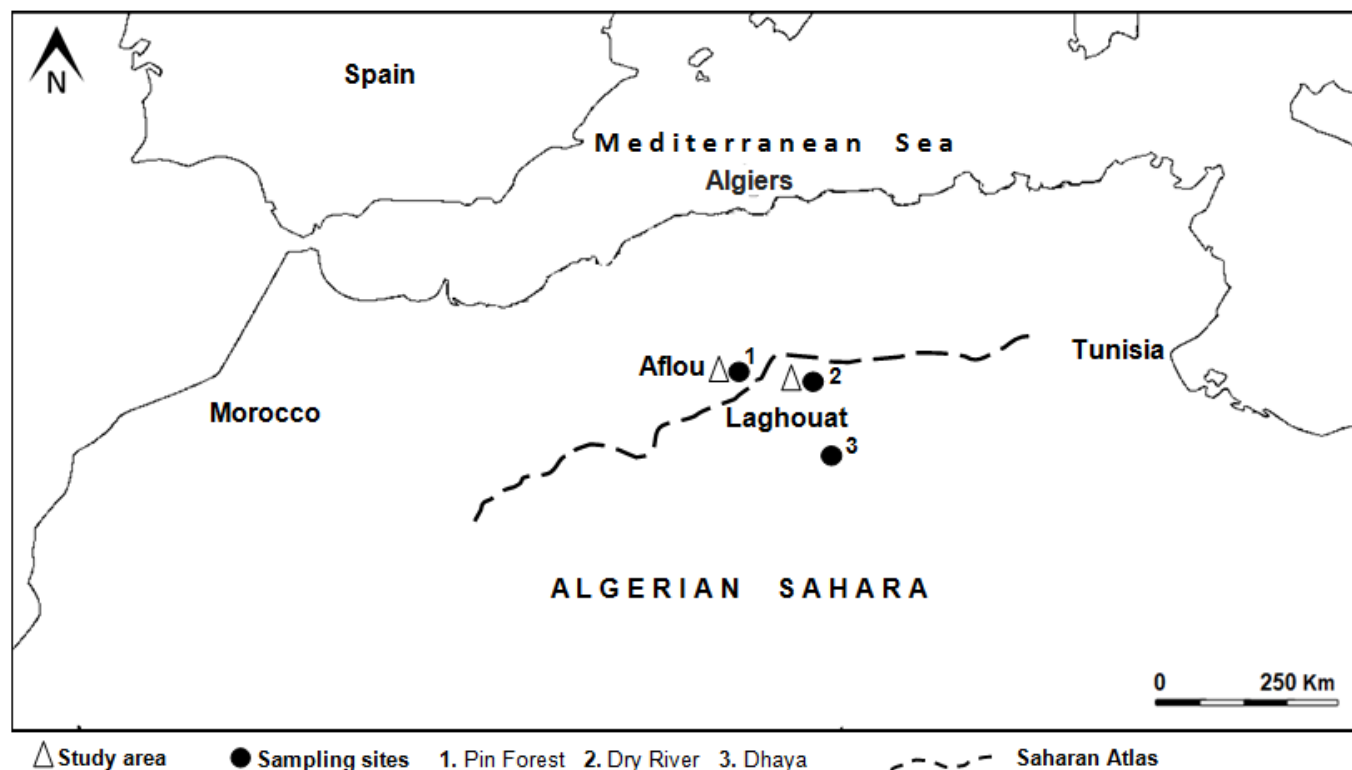 N
Spain
Mediterranean Sea
Algiers
Aflou
1
2
Tunisia
Morocco
Laghouat
3
ALGERIAN SAHARA
0 250 Km
Study area
Sampling sites
1. Pin Forest 2. Dry River 3. Dhaya
Saharan Atlas